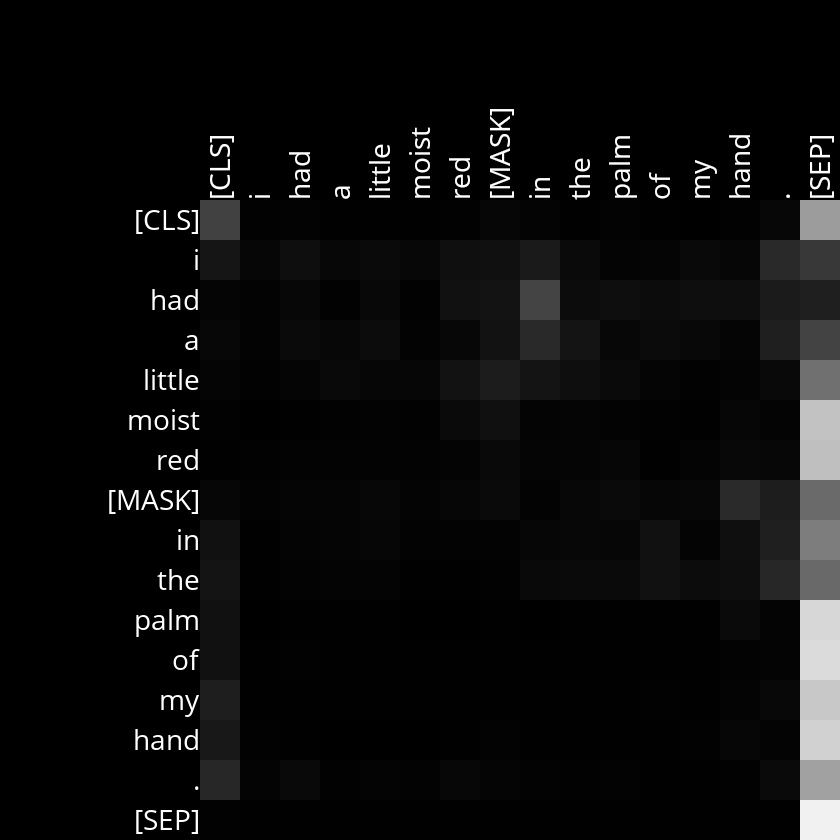 [CLS] i had a little moist red [MASK] in the palm of my hand . [SEP]
[CLS]
i
had
a
little
moist
red
[MASK]
in
the
palm
of
my
hand
.
[SEP]